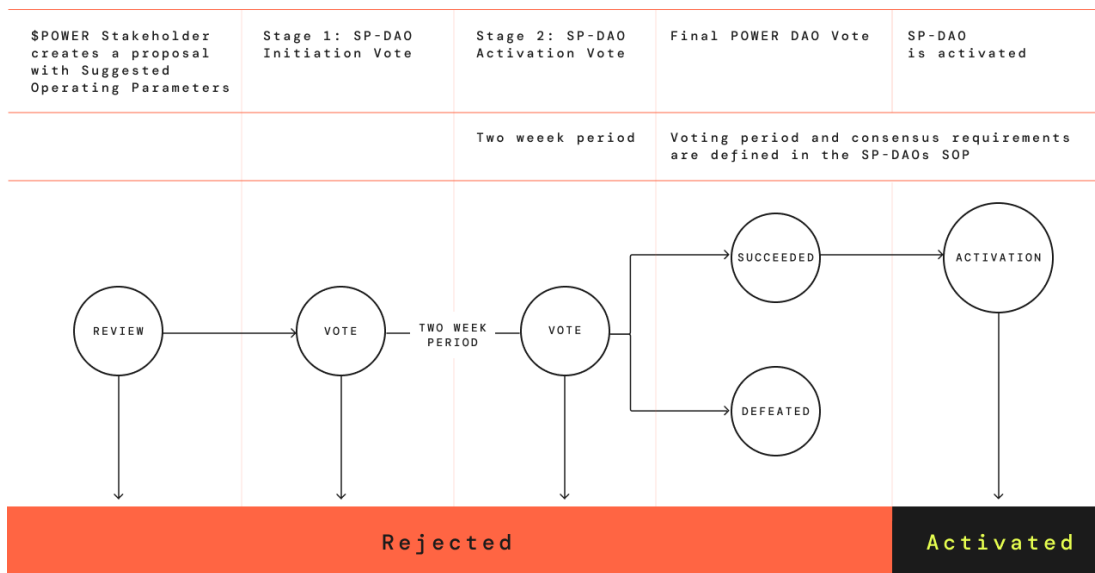 $POWER Stakeholder
creates a proposal
with Suggested
Operating Parameters
Stage 1: SP-DAO
Initiation Vote
Stage 2: SP-DAO
Activation Vote
Final POWER DAO Vote
SP-DAO
is activated
Two weeek period
Voting period and consensus requirements
are defined in the SP-DAOs SOP
REVIEW
VOTE
TWO WEEK
PERIOD
VOTE
SUCCEEDED
DEFEATED
ACTIVATION
Rejected
Activated